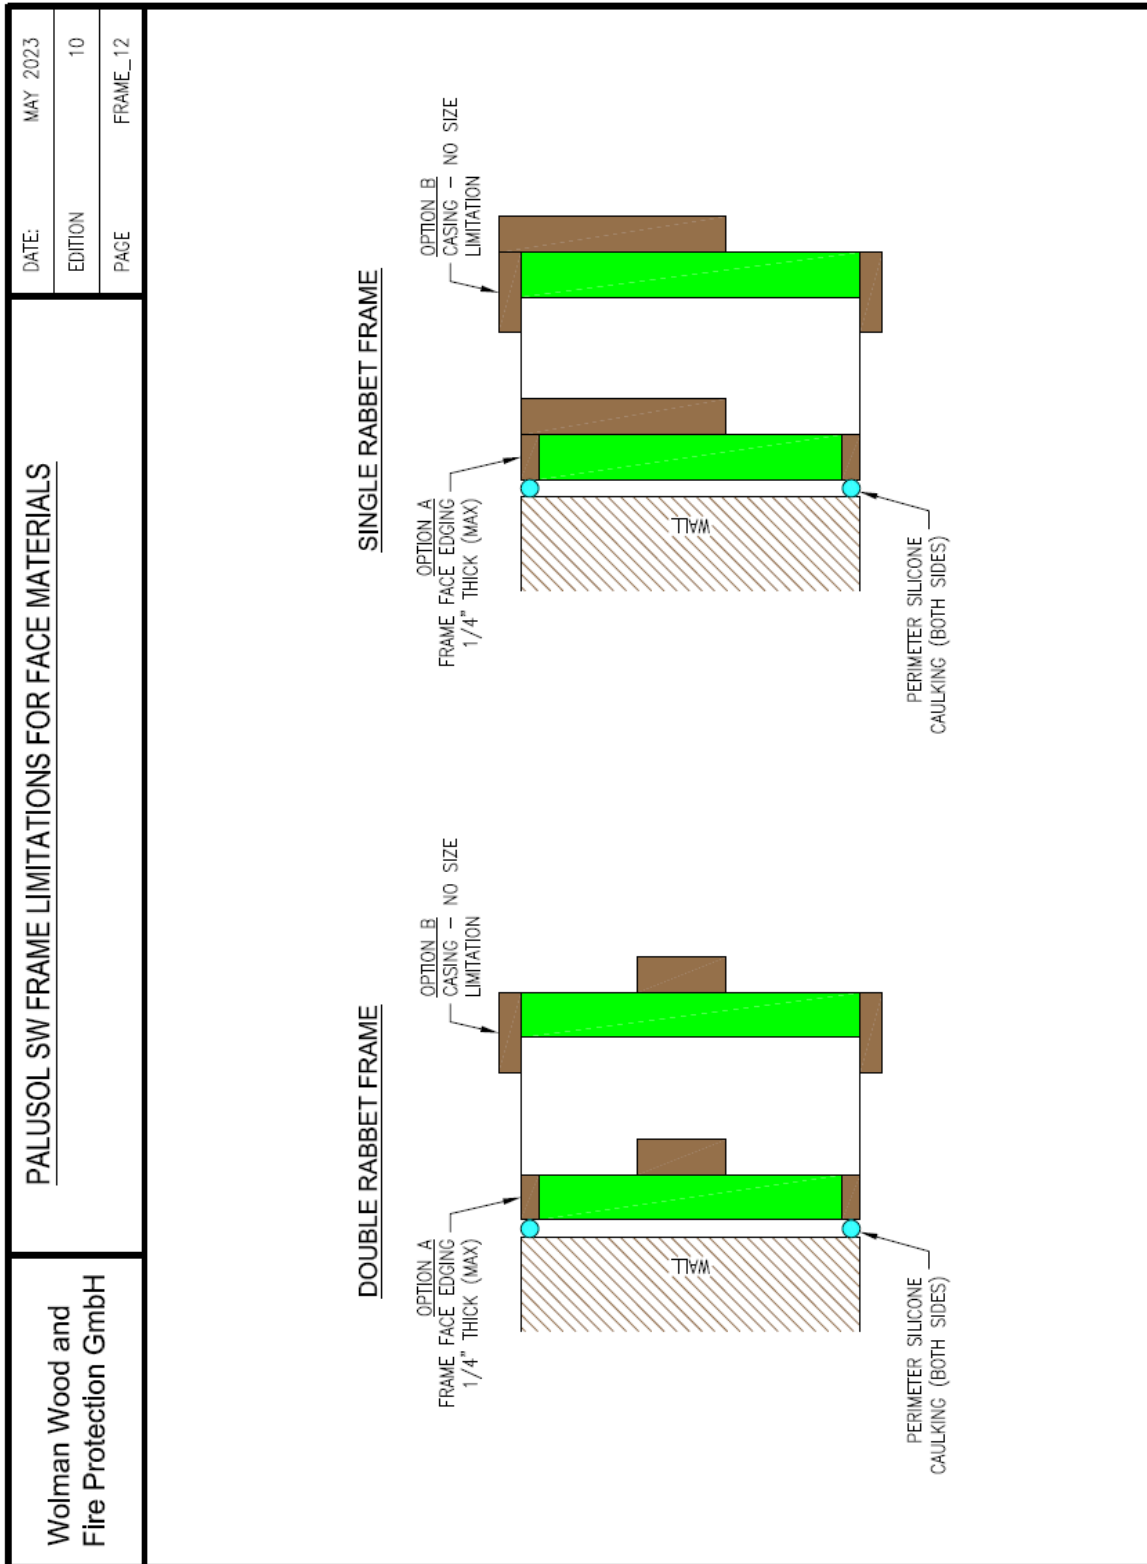 Wolman Wood and
Fire Protection GmbH
PALUSOL SW FRAME LIMITATIONS FOR FACE MATERIALS
DATE: MAY 2023
EDITION 10
PAGE FRAME_12
DOUBLE RABBET FRAME
OPTION A
FRAME FACE EDGING
1/4" THICK (MAX)
OPTION B
CASING – NO SIZE
LIMITATION
WALL
PERIMETER SILICONE
CAULKING (BOTH SIDES)
SINGLE RABBET FRAME
OPTION A
FRAME FACE EDGING
1/4" THICK (MAX)
OPTION B
CASING – NO SIZE
LIMITATION
WALL
PERIMETER SILICONE
CAULKING (BOTH SIDES)